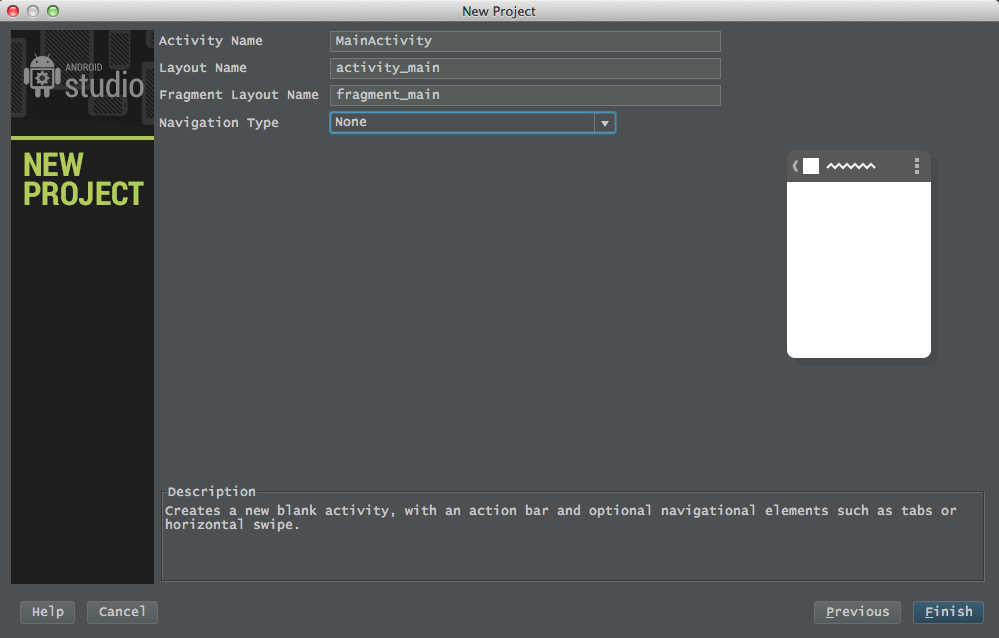 New Project
ANDROID
studio
NEW
PROJECT
Activity Name
MainActivity
Layout Name
activity_main
Fragment Layout Name
fragment_main
Navigation Type
None
Description
Creates a new blank activity, with an action bar and optional navigational elements such as tabs or
horizontal swipe.
Help
Cancel
Previous
Finish